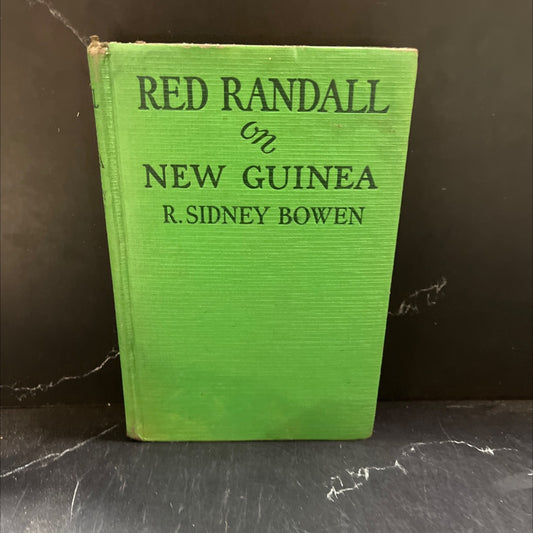 RED RANDALL
on
NEW GUINEA
R. SIDNEY BOWEN